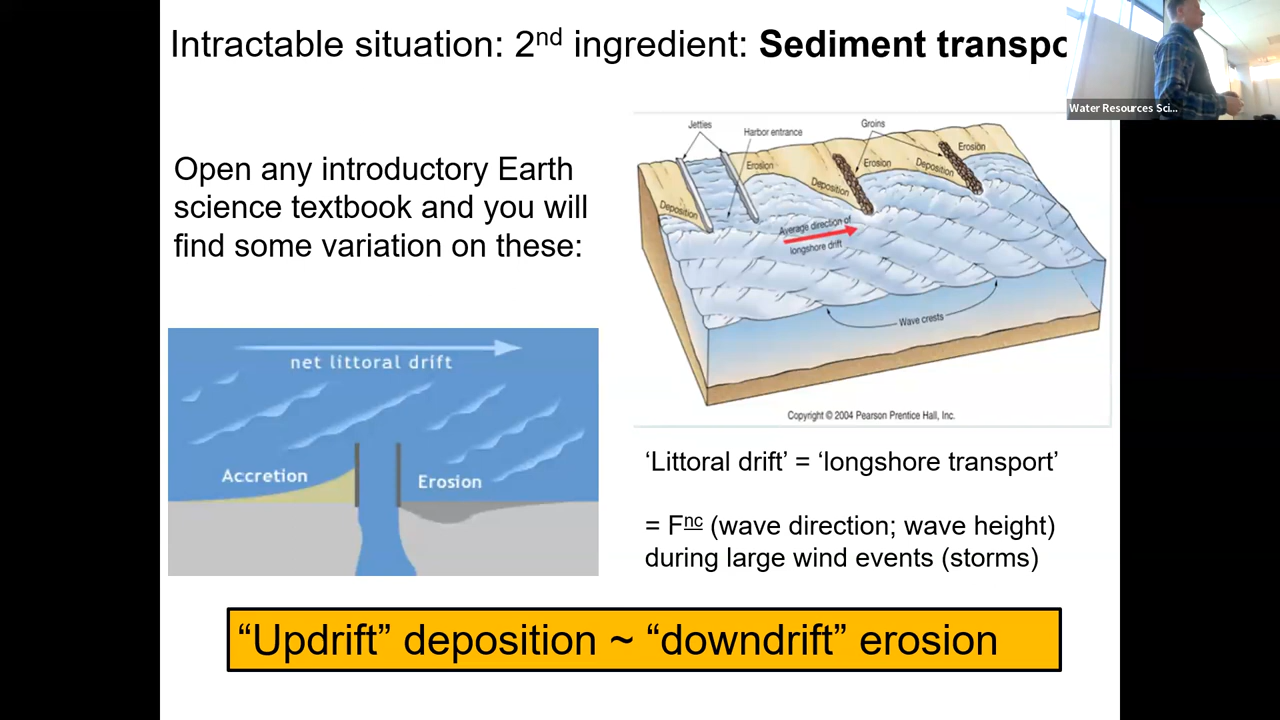 Intractable situation: 2nd ingredient: Sediment transpo
Water Resources Sci...
Open any introductory Earth
science textbook and you will
find some variation on these:
Jetties
Harbor entrance
Groins
Erosion
Erosion
Erosion
Deposition
Deposition
Deposition
Average direction of
longshore drift
Wave crests
Copyright © 2004 Pearson Prentice Hall, Inc.
net littoral drift
Accretion
Erosion
‘Littoral drift’ = ‘longshore transport’
= Fnc (wave direction; wave height)
during large wind events (storms)
“Updrift” deposition ~ “downdrift” erosion